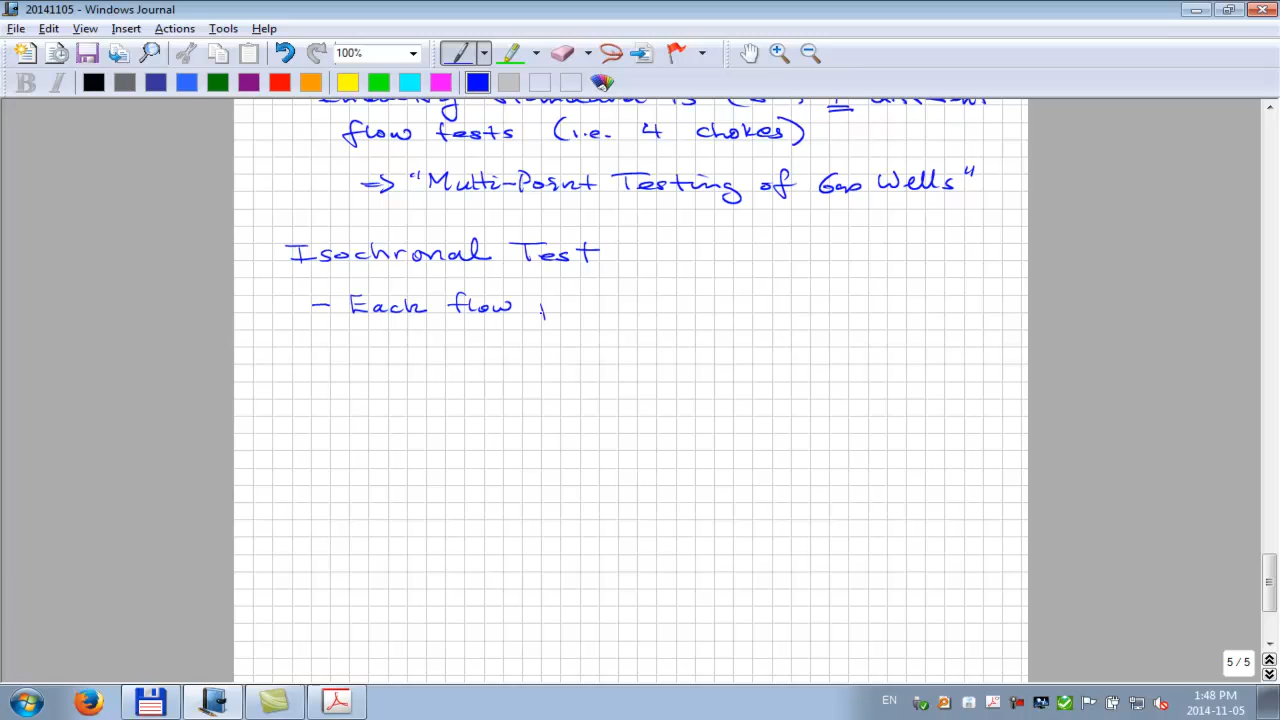 20141105 - Windows Journal
File Edit View Insert Actions Tools Help
100%
B I
flow tests (i.e. 4 chokes)
=> "Multi-Point Testing of Gas Wells"
Isochronal Test
- Each flow
5 / 5
EN
1:48 PM
2014-11-05